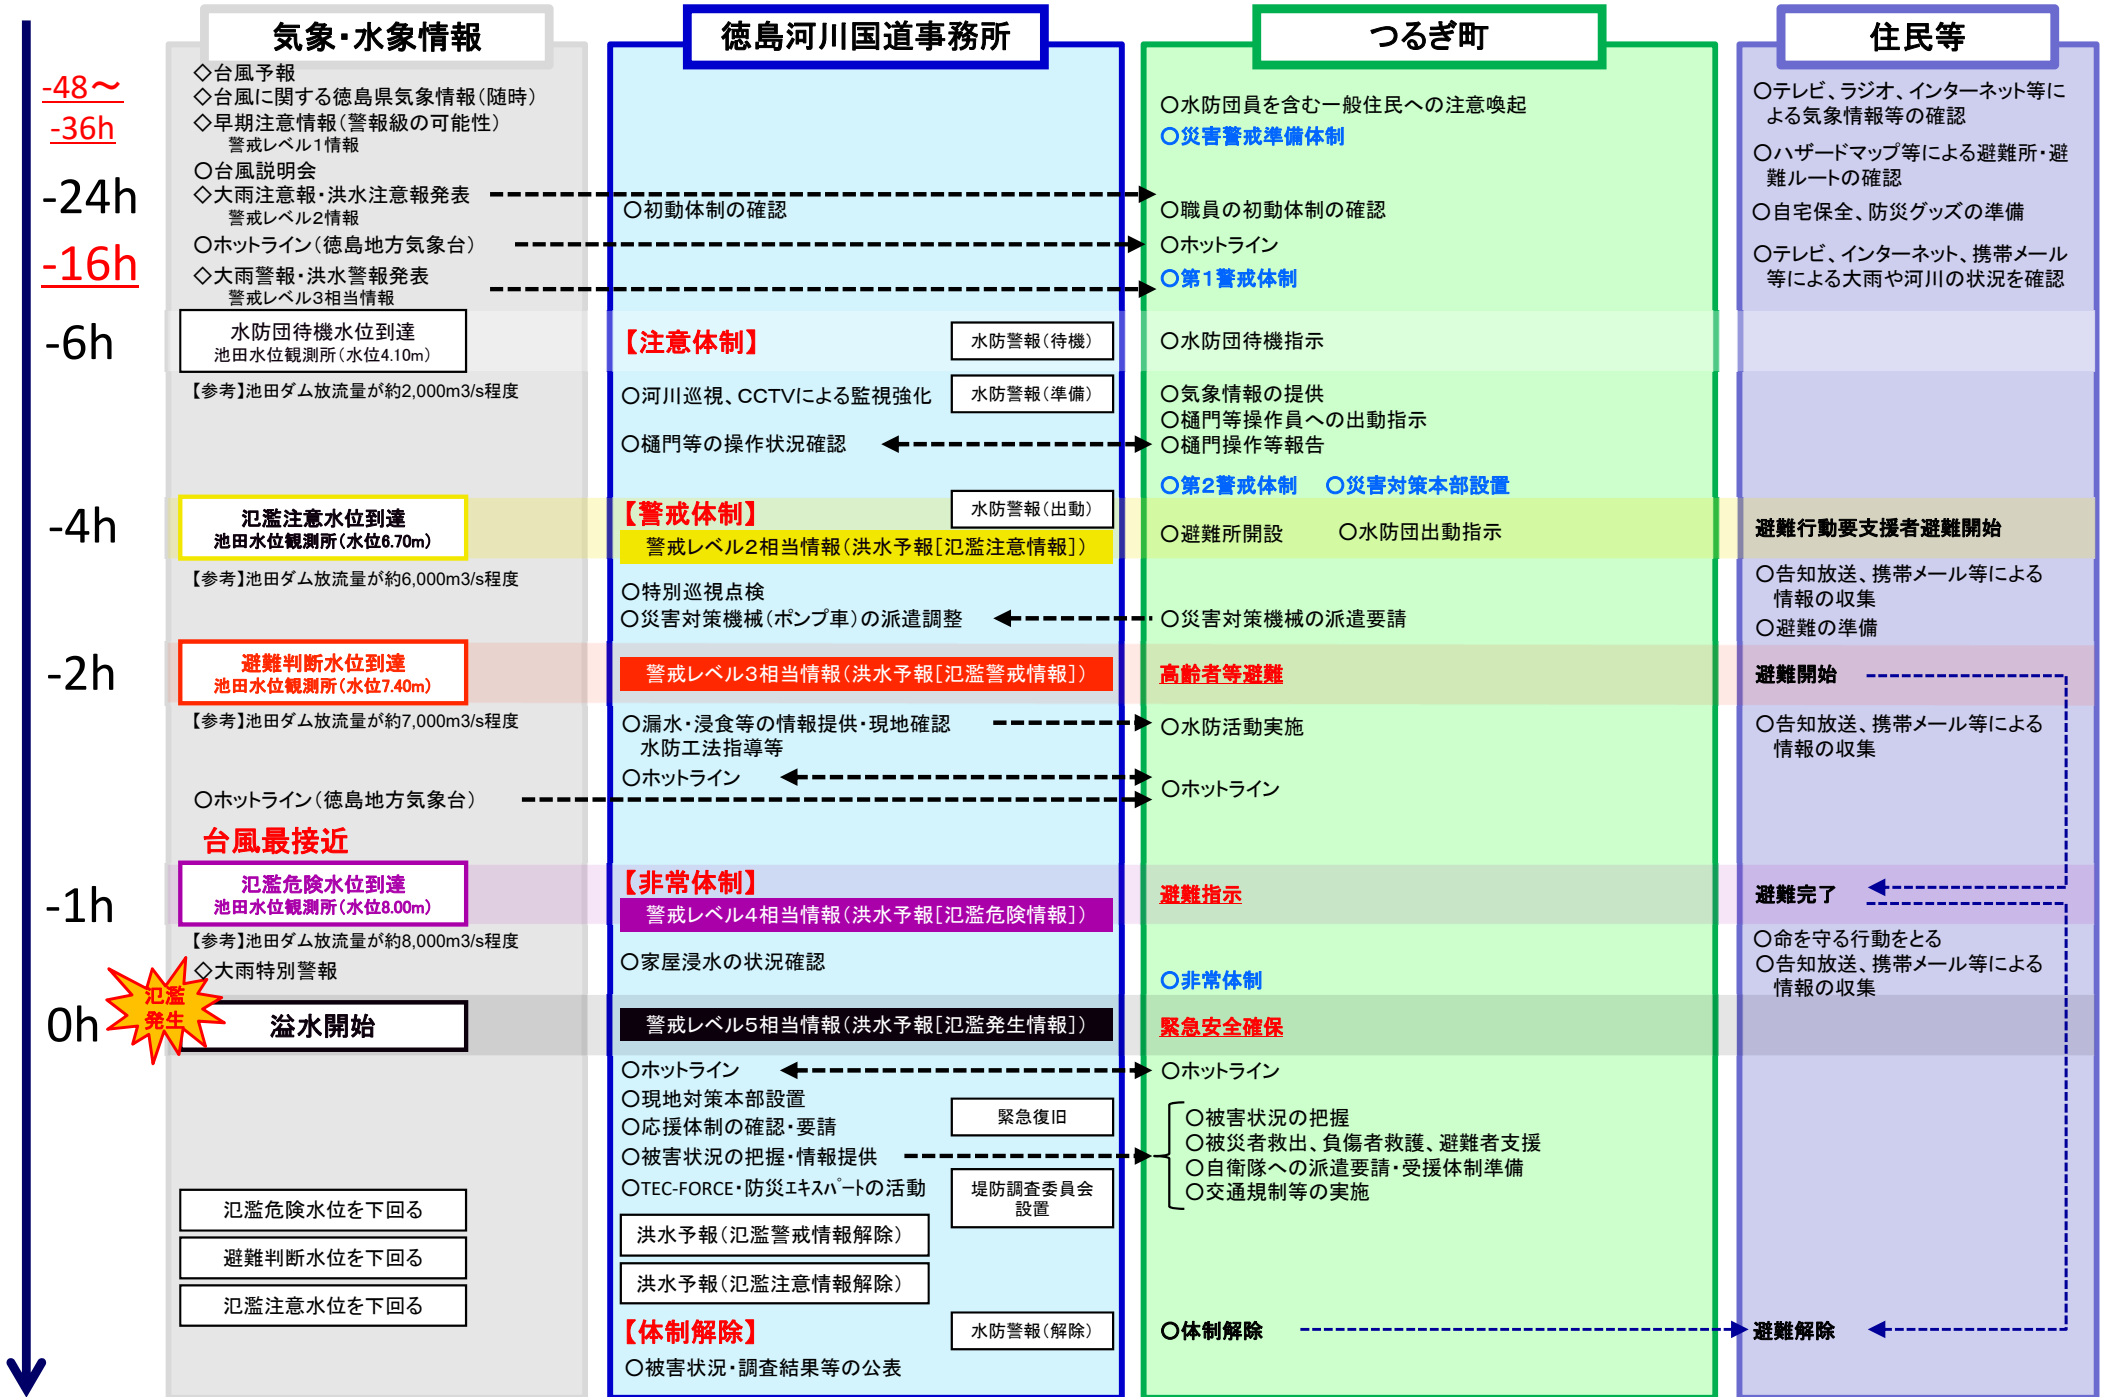 気象・水象情報
徳島河川国道事務所
つるぎ町
住民等
-48～
-36h
-24h
-16h
-6h
-4h
-2h
-1h
0h
◇台風予報
◇台風に関する徳島県気象情報(随時)
◇早期注意情報(警報級の可能性)
警戒レベル1情報
○台風説明会
◇大雨注意報・洪水注意報発表
警戒レベル2情報
○ホットライン(徳島地方気象台)
◇大雨警報・洪水警報発表
警戒レベル3相当情報
水防団待機水位到達
池田水位観測所(水位4.10m)
【参考】池田ダム放流量が約2,000m3/s程度
氾濫注意水位到達
池田水位観測所(水位6.70m)
【参考】池田ダム放流量が約6,000m3/s程度
避難判断水位到達
池田水位観測所(水位7.40m)
【参考】池田ダム放流量が約7,000m3/s程度
○ホットライン(徳島地方気象台)
台風最接近
氾濫危険水位到達
池田水位観測所(水位8.00m)
【参考】池田ダム放流量が約8,000m3/s程度
◇大雨特別警報
氾濫
発生
溢水開始
氾濫危険水位を下回る
避難判断水位を下回る
氾濫注意水位を下回る
○初動体制の確認
【注意体制】
水防警報(待機)
○河川巡視、CCTVによる監視強化
水防警報(準備)
○樋門等の操作状況確認
【警戒体制】
水防警報(出動)
警戒レベル2相当情報(洪水予報[氾濫注意情報])
○特別巡視点検
○災害対策機械(ポンプ車)の派遣調整
警戒レベル3相当情報(洪水予報[氾濫警戒情報])
○漏水・浸食等の情報提供・現地確認
水防工法指導等
○ホットライン
【非常体制】
警戒レベル4相当情報(洪水予報[氾濫危険情報])
○家屋浸水の状況確認
警戒レベル5相当情報(洪水予報[氾濫発生情報])
○ホットライン
○現地対策本部設置
○応援体制の確認・要請
緊急復旧
○被害状況の把握・情報提供
○TEC-FORCE・防災ｴｷｽﾊﾟｰﾄの活動
堤防調査委員会
設置
洪水予報(氾濫警戒情報解除)
洪水予報(氾濫注意情報解除)
【体制解除】
水防警報(解除)
○被害状況・調査結果等の公表
○水防団員を含む一般住民への注意喚起
○災害警戒準備体制
○職員の初動体制の確認
○ホットライン
○第1警戒体制
○水防団待機指示
○気象情報の提供
○樋門等操作員への出動指示
○樋門操作等報告
○第2警戒体制 ○災害対策本部設置
○避難所開設 ○水防団出動指示
○災害対策機械の派遣要請
高齢者等避難
○水防活動実施
○ホットライン
避難指示
○非常体制
緊急安全確保
○ホットライン
○被害状況の把握
○被災者救出、負傷者救護、避難者支援
○自衛隊への派遣要請・受援体制準備
○交通規制等の実施
○体制解除
○テレビ、ラジオ、インターネット等に
よる気象情報等の確認
○ハザードマップ等による避難所・避
難ルートの確認
○自宅保全、防災グッズの準備
○テレビ、インターネット、携帯メール
等による大雨や河川の状況を確認
避難行動要支援者避難開始
○告知放送、携帯メール等による
情報の収集
○避難の準備
避難開始
○告知放送、携帯メール等による
情報の収集
避難完了
○命を守る行動をとる
○告知放送、携帯メール等による
情報の収集
避難解除